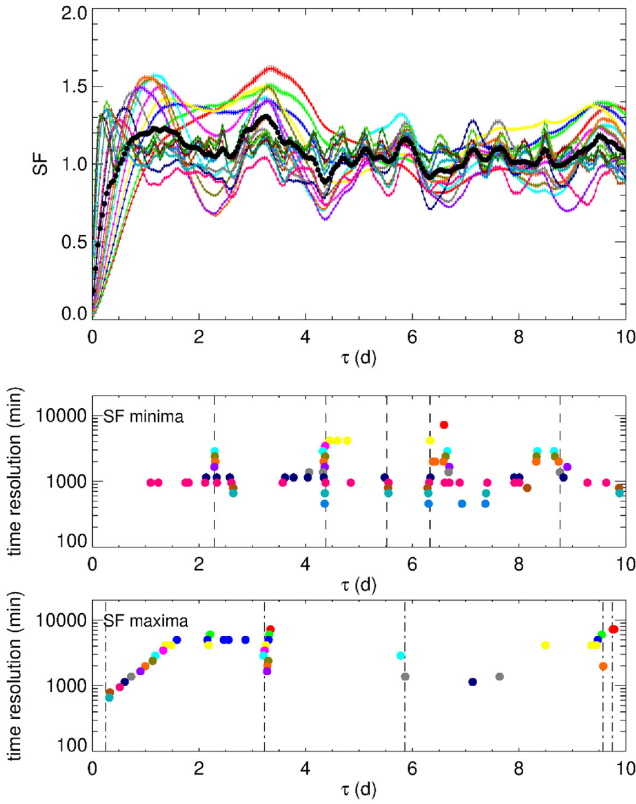 2.0
1.5
1.0
0.5
0.0
SF
0 2 4 6 8 10
τ (d)
SF minima
10000
1000
100
time resolution (min)
0 2 4 6 8 10
τ (d)
SF maxima
10000
1000
100
time resolution (min)
0 2 4 6 8 10
τ (d)